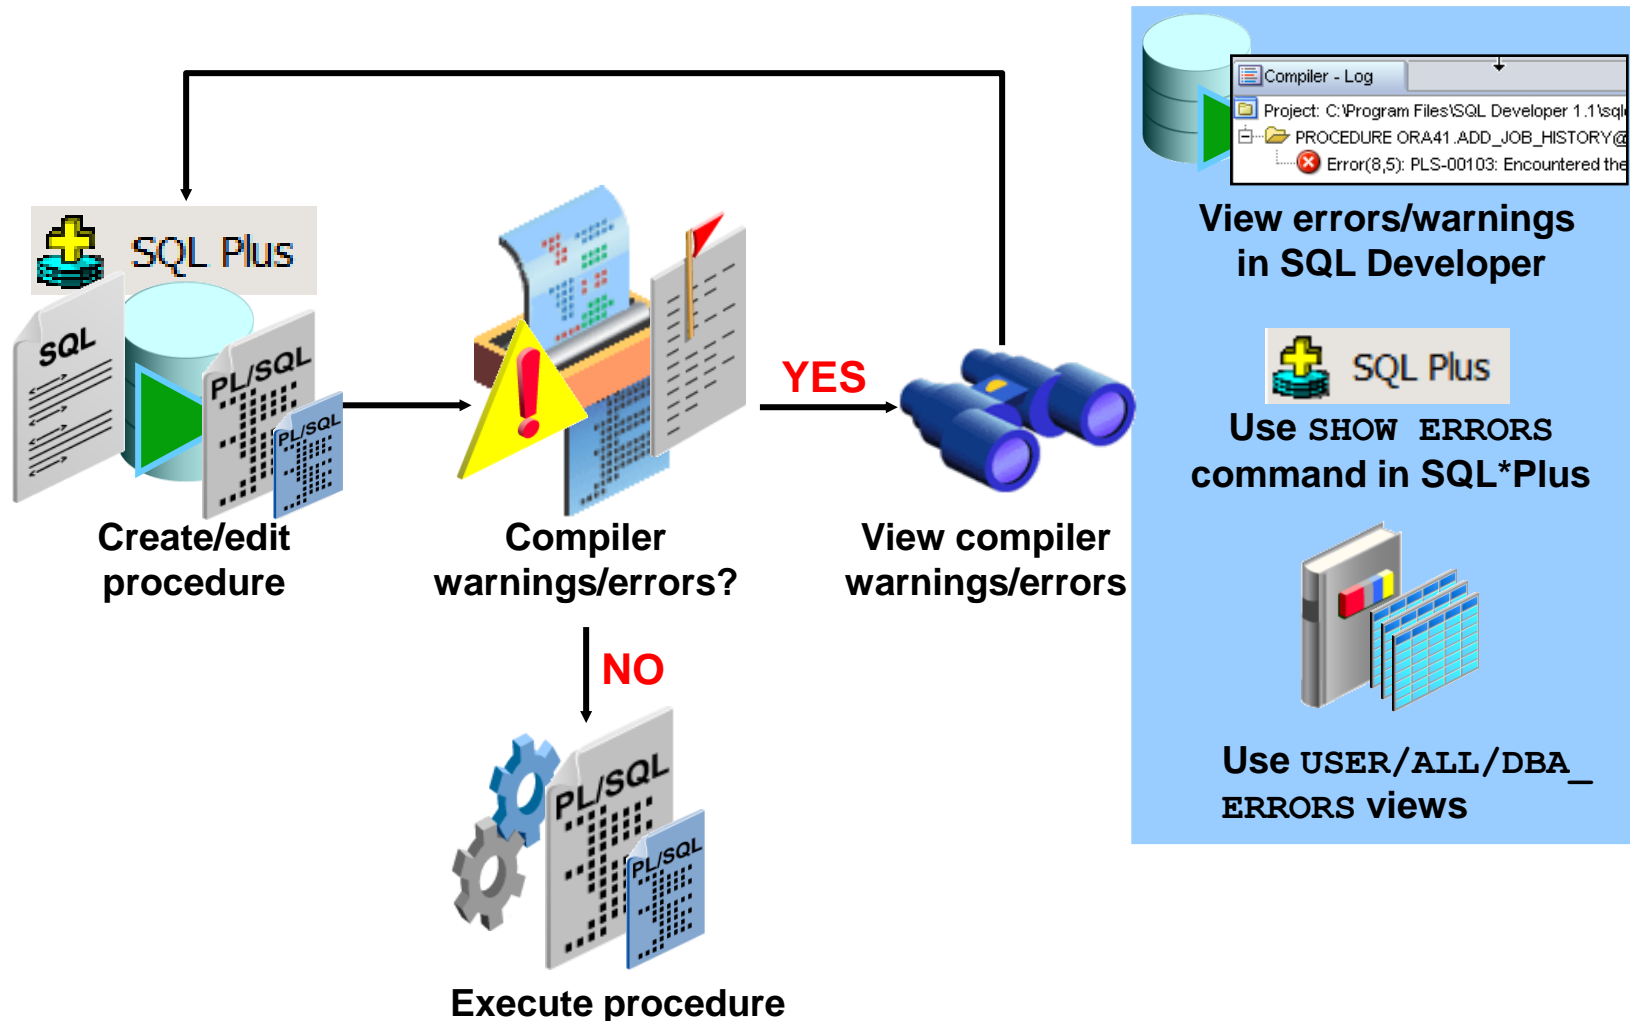 SQL Plus
SQL
PL/SQL
PL/SQL
Create/edit
procedure
Compiler
warnings/errors?
YES
NO
View compiler
warnings/errors
PL/SQL
PL/SQL
Execute procedure
Compiler - Log
Project: C:\Program Files\SQL Developer 1.1\sql
PROCEDURE ORA41.ADD_JOB_HISTORY@
Error(8,5): PLS-00103: Encountered the
View errors/warnings
in SQL Developer
SQL Plus
Use SHOW ERRORS
command in SQL*Plus
Use USER/ALL/DBA_
ERRORS views